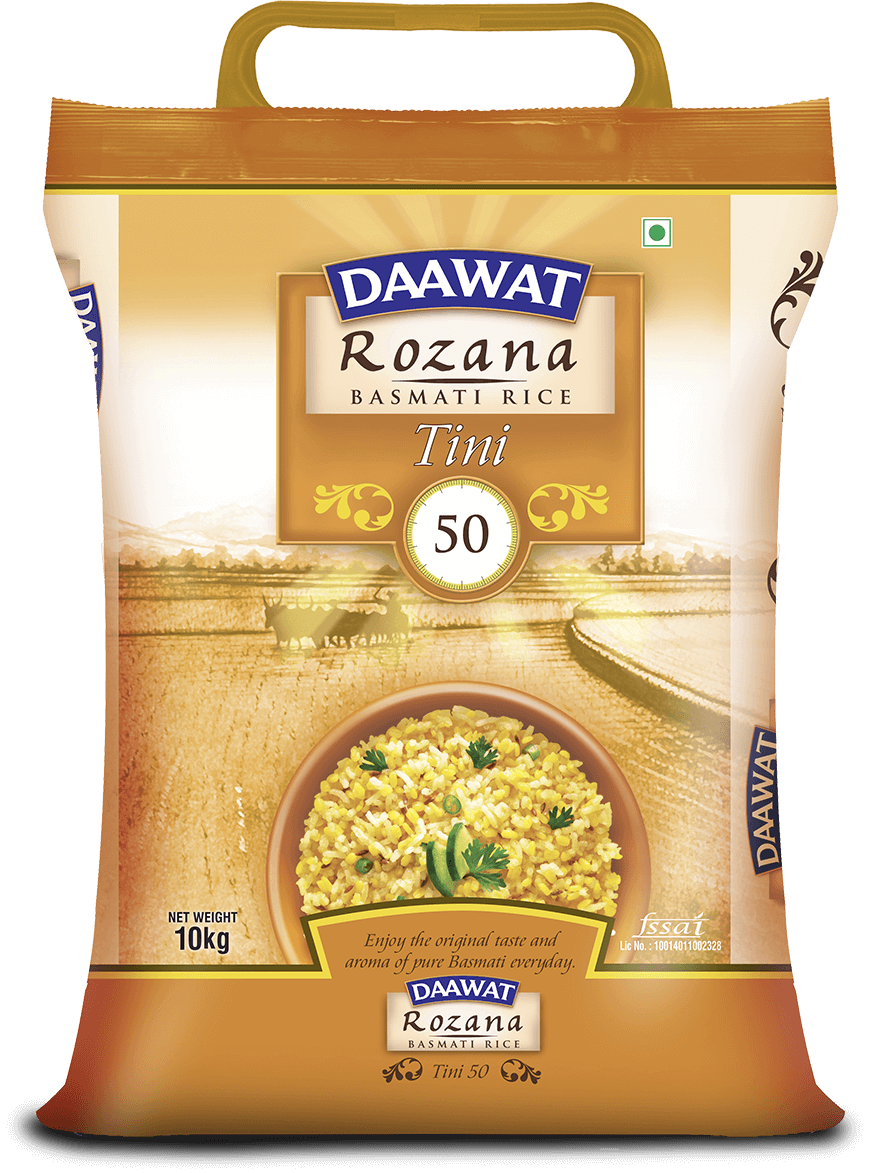 DAAWAT
Rozana
BASMATI RICE
Tini
50
DAAWAT
NET WEIGHT
10kg
Enjoy the original taste and
aroma of pure Basmati everyday.
fssai
Lic No. : 10014011002328
DAAWAT
Rozana
BASMATI RICE
Tini 50